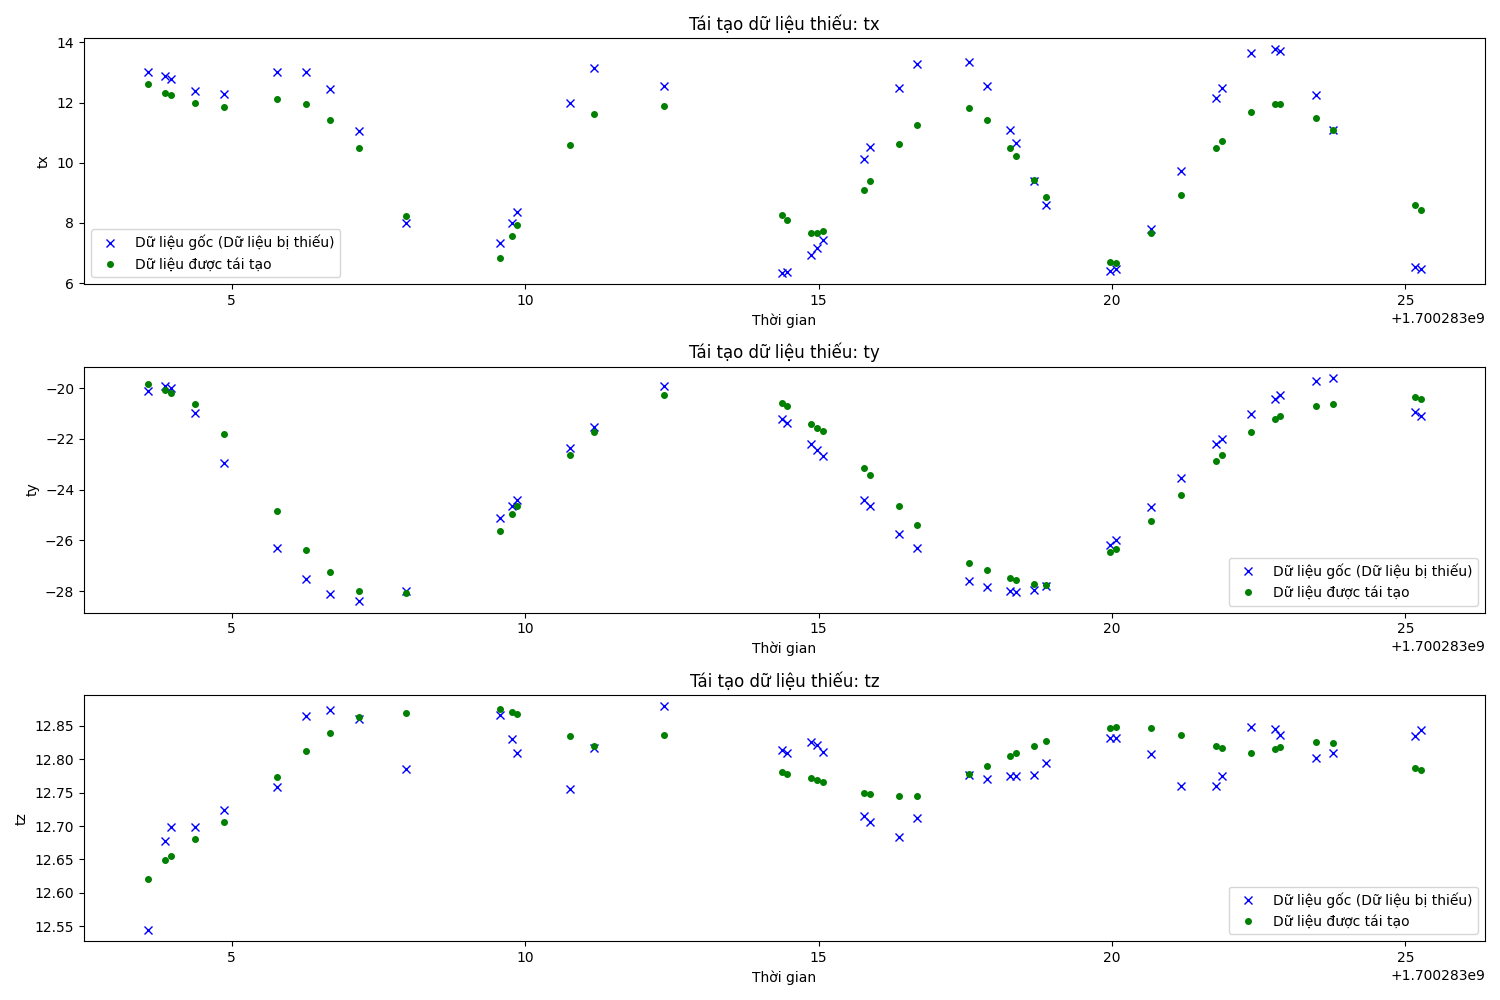 Tái tạo dữ liệu thiếu: tx
14
12
10
8
6
tx
Dữ liệu gốc (Dữ liệu bị thiếu)
Dữ liệu được tái tạo
5 10 15 20 25
Thời gian
+1.700283e9
Tái tạo dữ liệu thiếu: ty
−20
−22
−24
−26
−28
ty
Dữ liệu gốc (Dữ liệu bị thiếu)
Dữ liệu được tái tạo
5 10 15 20 25
Thời gian
+1.700283e9
Tái tạo dữ liệu thiếu: tz
12.85
12.80
12.75
12.70
12.65
12.60
12.55
tz
Dữ liệu gốc (Dữ liệu bị thiếu)
Dữ liệu được tái tạo
5 10 15 20 25
Thời gian
+1.700283e9